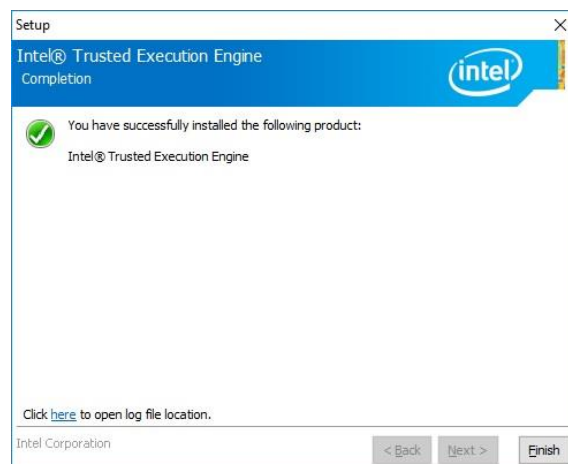 Setup
Intel® Trusted Execution Engine
Completion
intel
You have successfully installed the following product:
Intel® Trusted Execution Engine
Click here to open log file location.
Intel Corporation
< Back Next > Finish